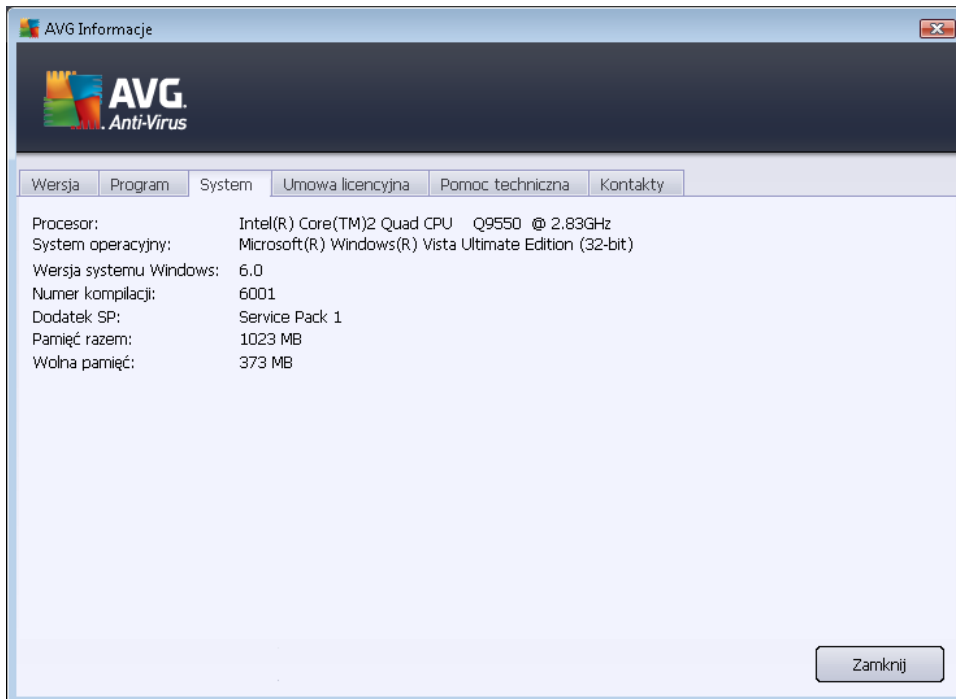 AVG Informacje
AVG.
Anti-Virus
Wersja Program System Umowa licencyjna Pomoc techniczna Kontakty
Procesor: Intel(R) Core(TM)2 Quad CPU Q9550 @ 2.83GHz
System operacyjny: Microsoft(R) Windows(R) Vista Ultimate Edition (32-bit)
Wersja systemu Windows: 6.0
Numer kompilacji: 6001
Dodatek SP: Service Pack 1
Pamięć razem: 1023 MB
Wolna pamięć: 373 MB
Zamknij